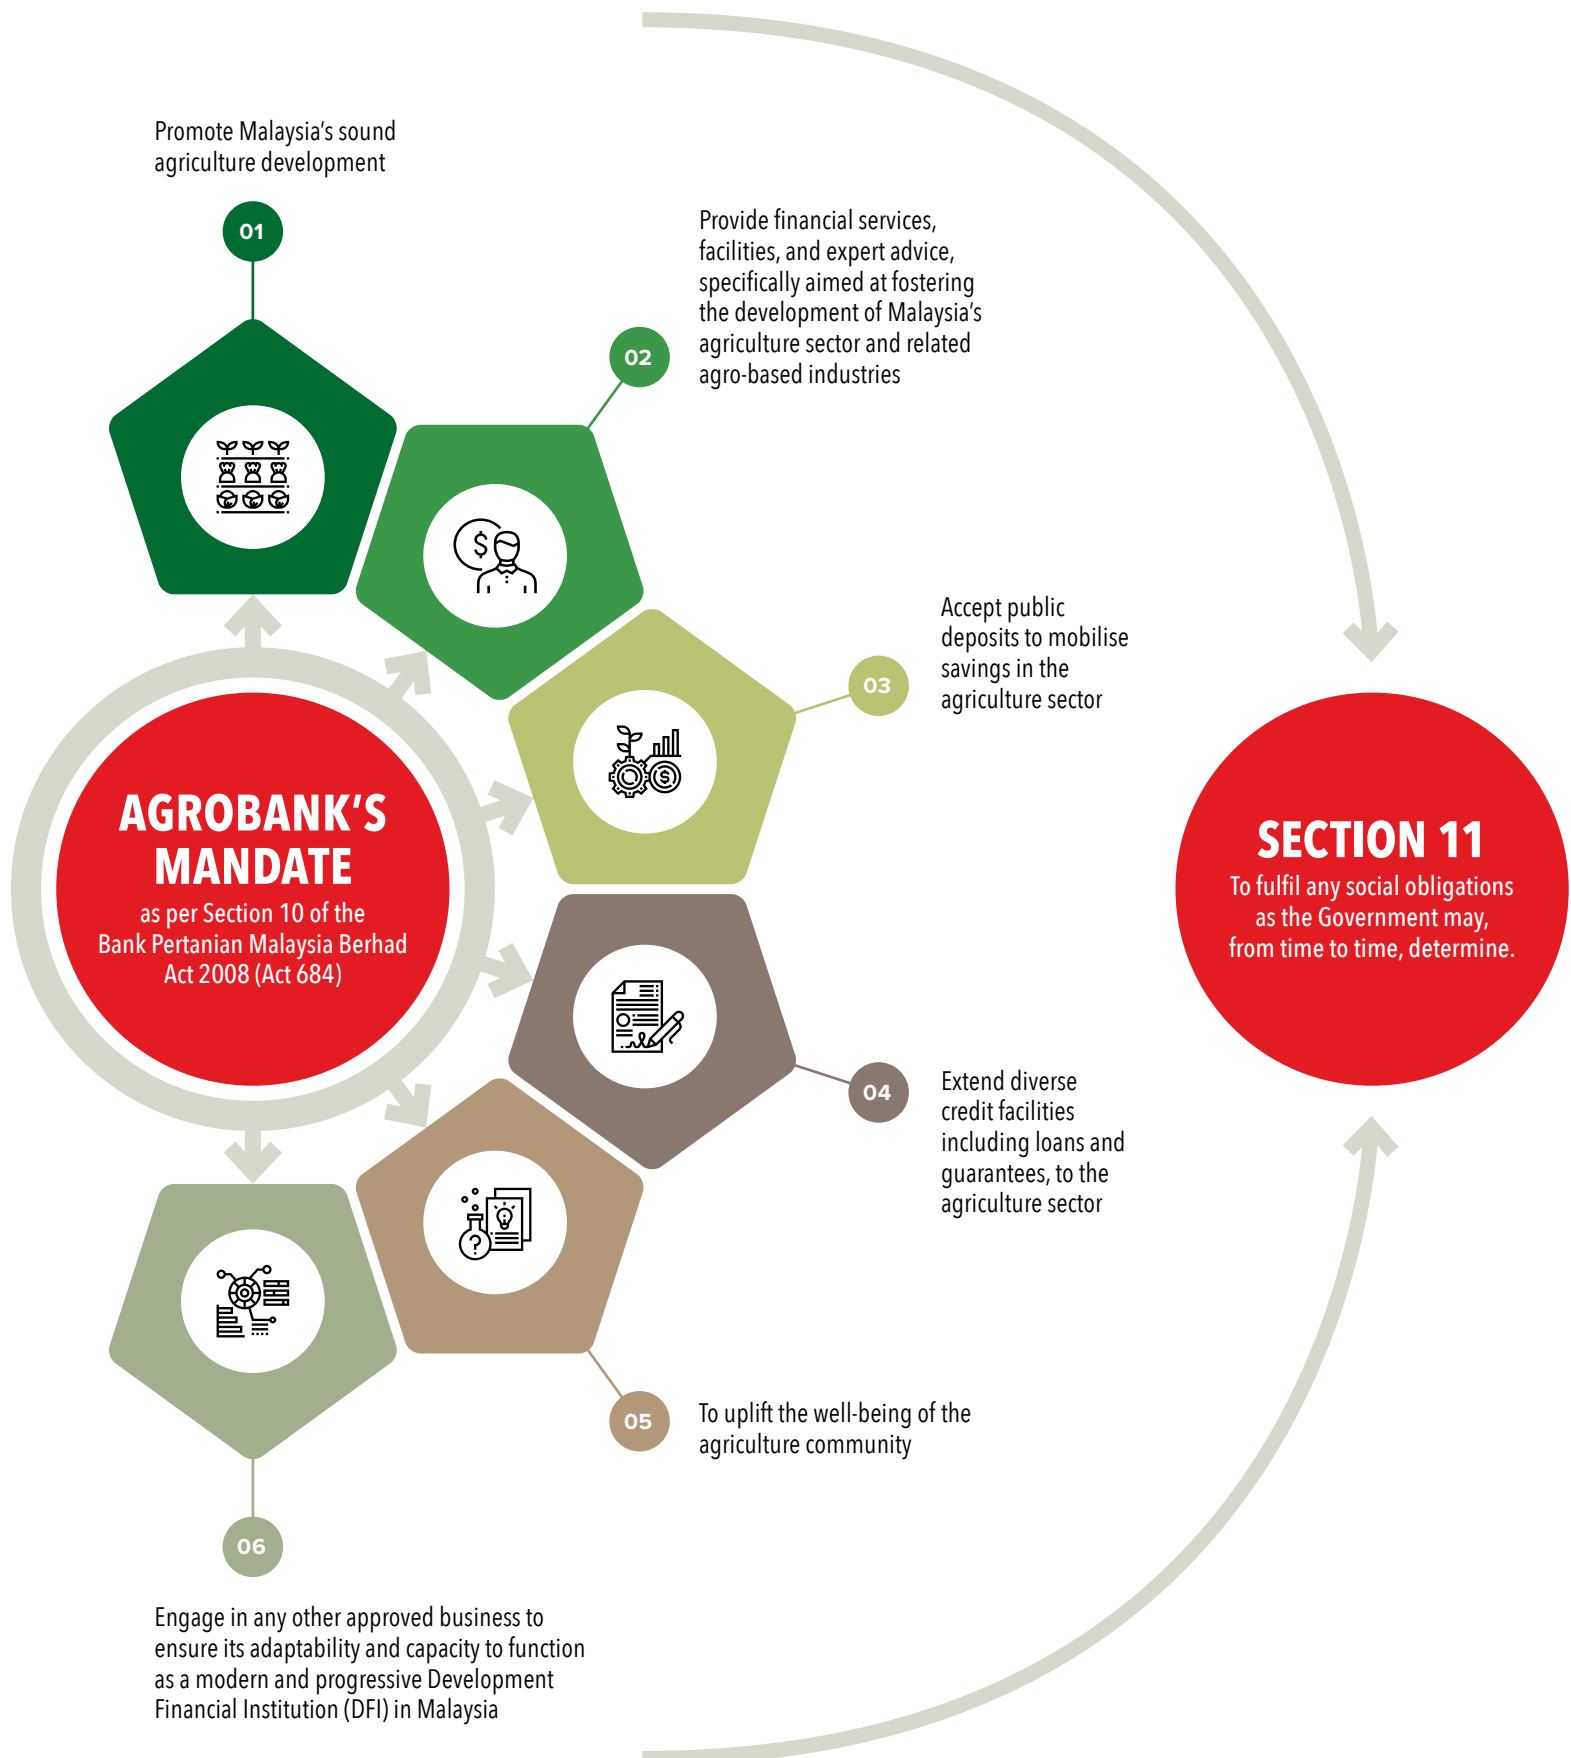 Promote Malaysia's sound
agriculture development
01
Provide financial services,
facilities, and expert advice,
specifically aimed at fostering
the development of Malaysia's
agriculture sector and related
agro-based industries
02
Accept public
deposits to mobilise
savings in the
agriculture sector
03
AGROBANK'S
MANDATE
as per Section 10 of the
Bank Pertanian Malaysia Berhad
Act 2008 (Act 684)
SECTION 11
To fulfil any social obligations
as the Government may,
from time to time, determine.
04
Extend diverse
credit facilities
including loans and
guarantees, to the
agriculture sector
05
To uplift the well-being of the
agriculture community
06
Engage in any other approved business to
ensure its adaptability and capacity to function
as a modern and progressive Development
Financial Institution (DFI) in Malaysia